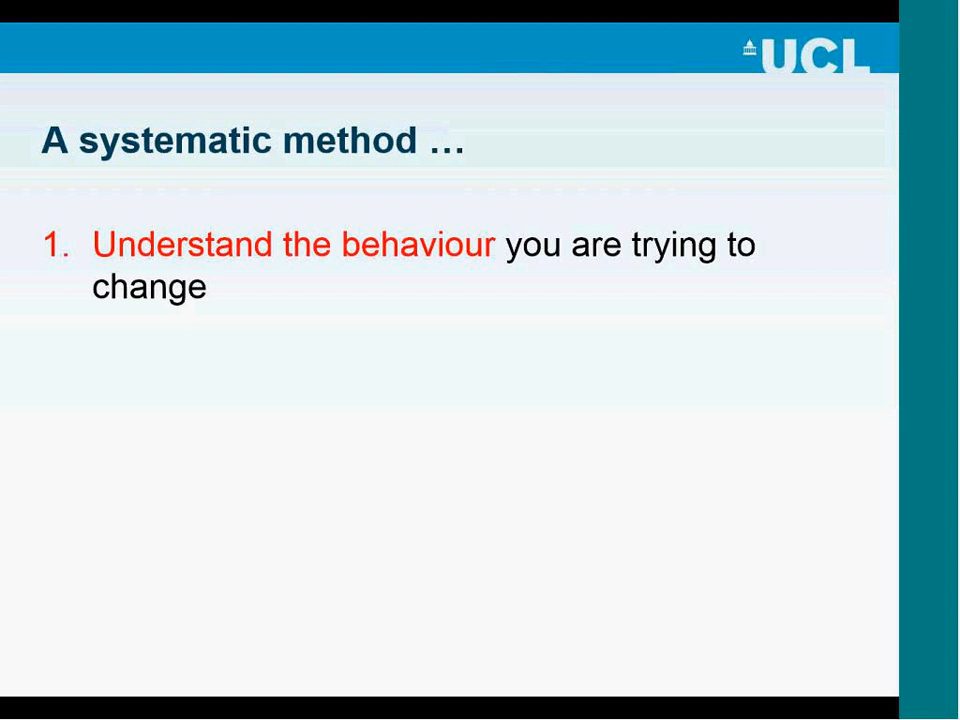 UCL
A systematic method …
1. Understand the behaviour you are trying to
change